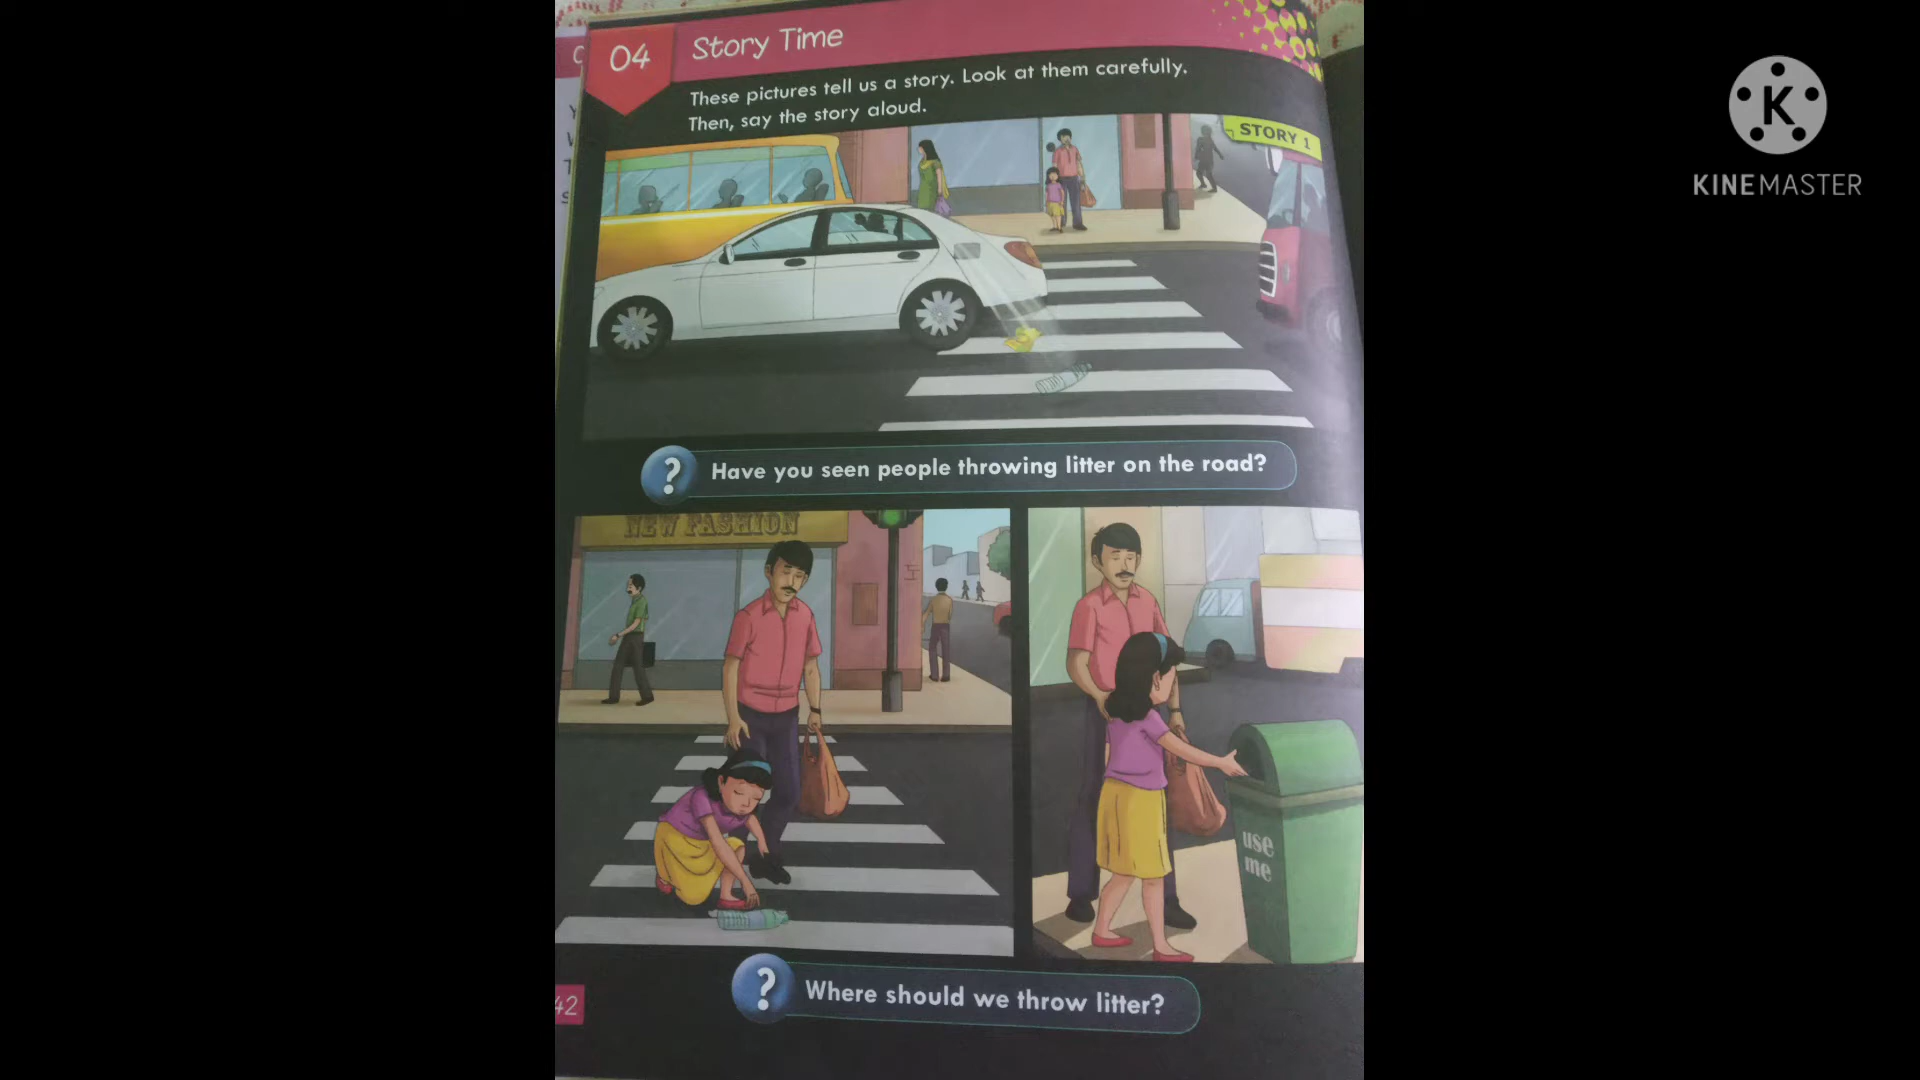 04
Story Time
These pictures tell us a story. Look at them carefully.
Then, say the story aloud.
STORY 1
K
KINEMASTER
? Have you seen people throwing litter on the road?
NEW FASHION
use
me
? Where should we throw litter?
42